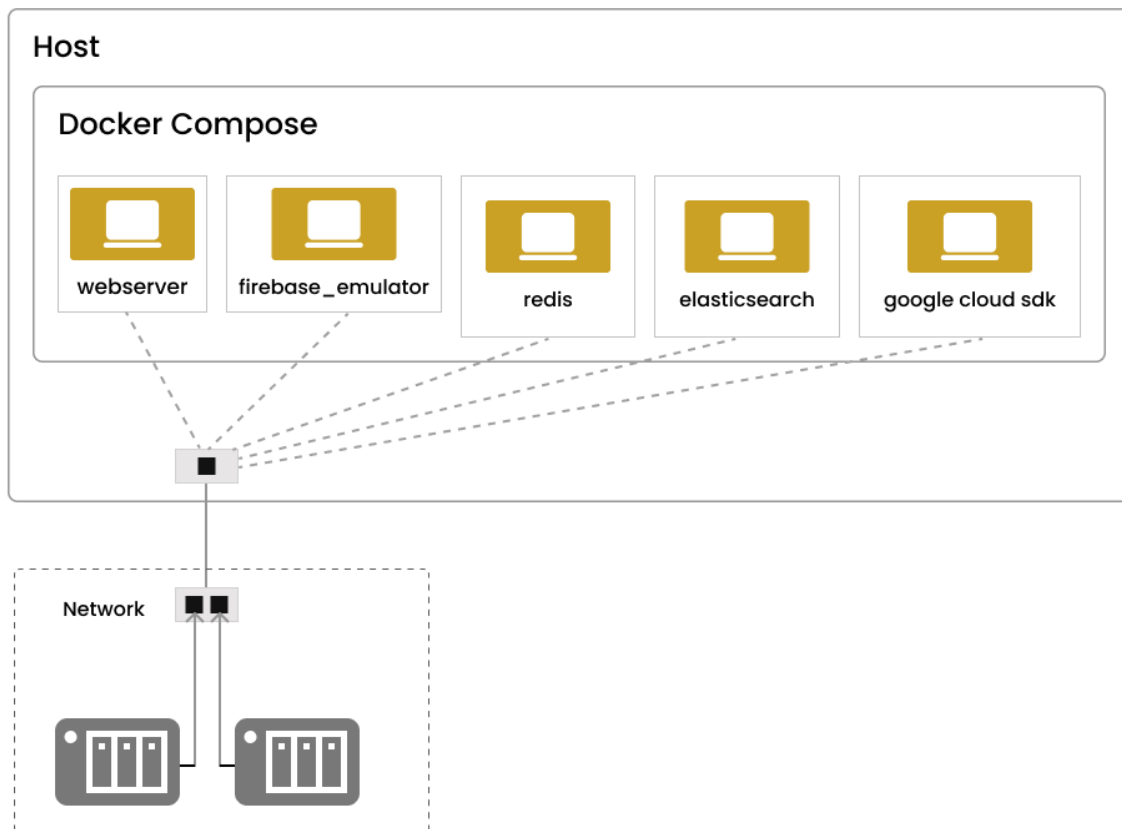 Host
Docker Compose
webserver
firebase_emulator
redis
elasticsearch
google cloud sdk
Network